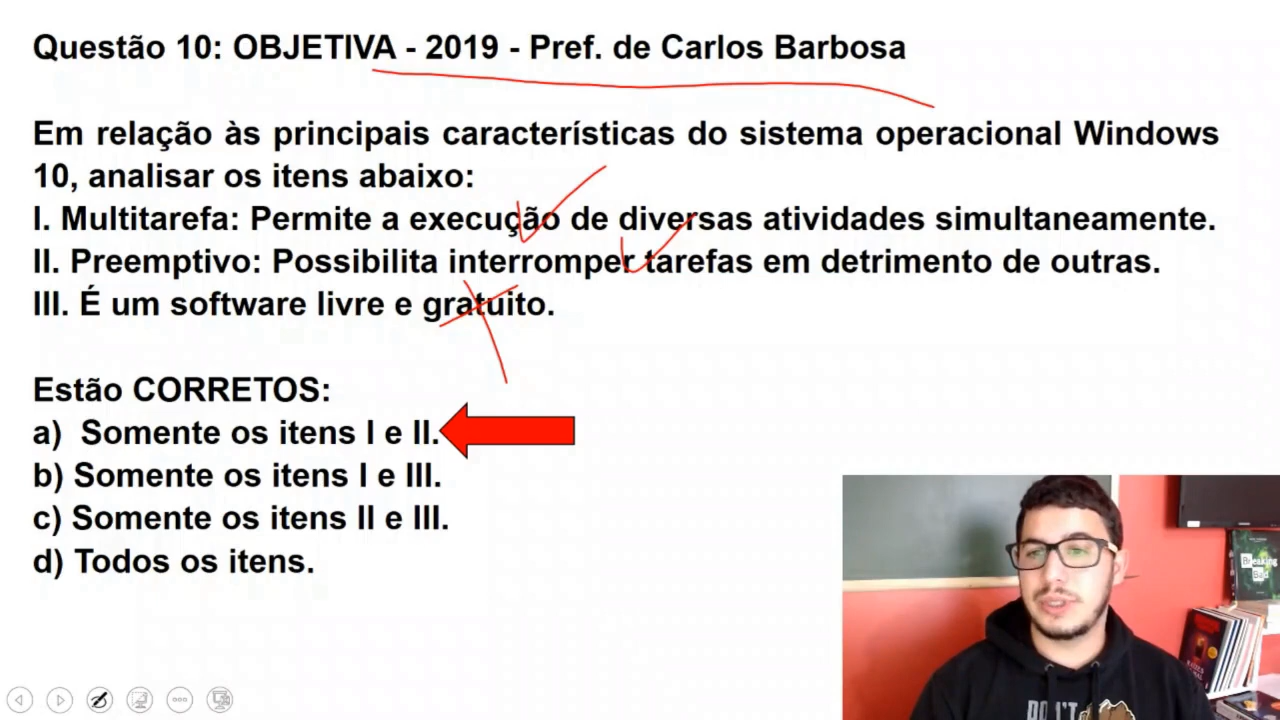 Questão 10: OBJETIVA - 2019 - Pref. de Carlos Barbosa
Em relação às principais características do sistema operacional Windows
10, analisar os itens abaixo:
I. Multitarefa: Permite a execução de diversas atividades simultaneamente.
II. Preemptivo: Possibilita interromper tarefas em detrimento de outras.
III. É um software livre e gratuito.
Estão CORRETOS:
a) Somente os itens I e II.
b) Somente os itens I e III.
c) Somente os itens II e III.
d) Todos os itens.
Breaking
Bad